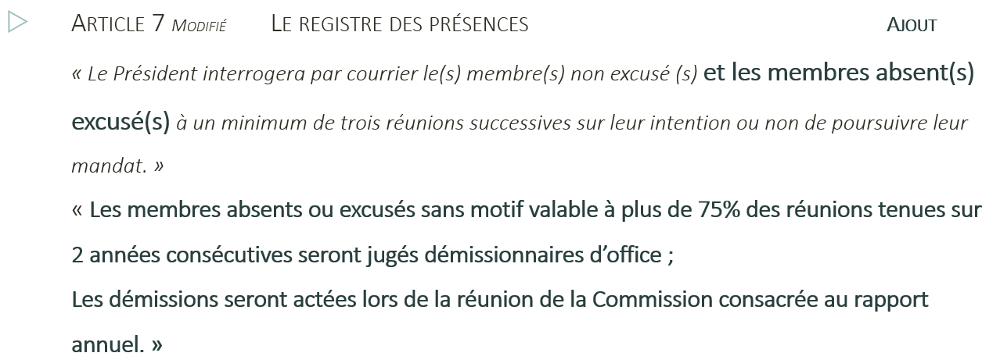 ARTICLE 7 MODIFIÉ LE REGISTRE DES PRÉSENCES AJOUT
« Le Président interrogera par courrier le(s) membre(s) non excusé (s) et les membres absent(s)
excusé(s) à un minimum de trois réunions successives sur leur intention ou non de poursuivre leur
mandat. »
« Les membres absents ou excusés sans motif valable à plus de 75% des réunions tenues sur
2 années consécutives seront jugés démissionnaires d’office ;
Les démissions seront actées lors de la réunion de la Commission consacrée au rapport
annuel. »